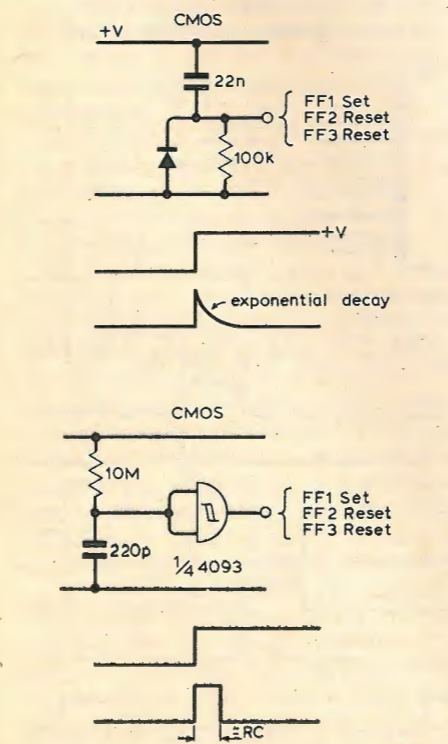 CMOS
+V
22n
FF1 Set
FF2 Reset
FF3 Reset
100k
+V
exponential decay
CMOS
10M
FF1 Set
FF2 Reset
FF3 Reset
220p
1/4 4093
≏RC